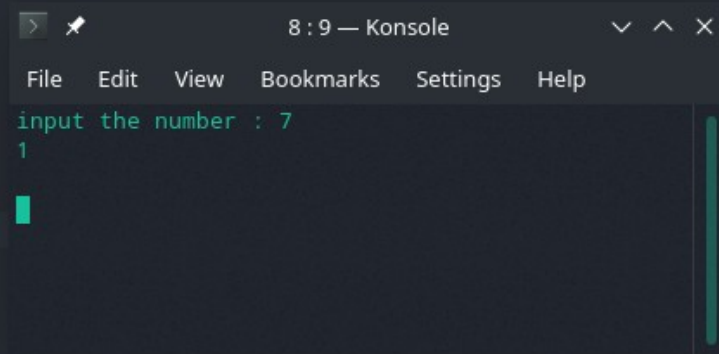 8 : 9 — Konsole
File Edit View Bookmarks Settings Help
input the number : 7
1